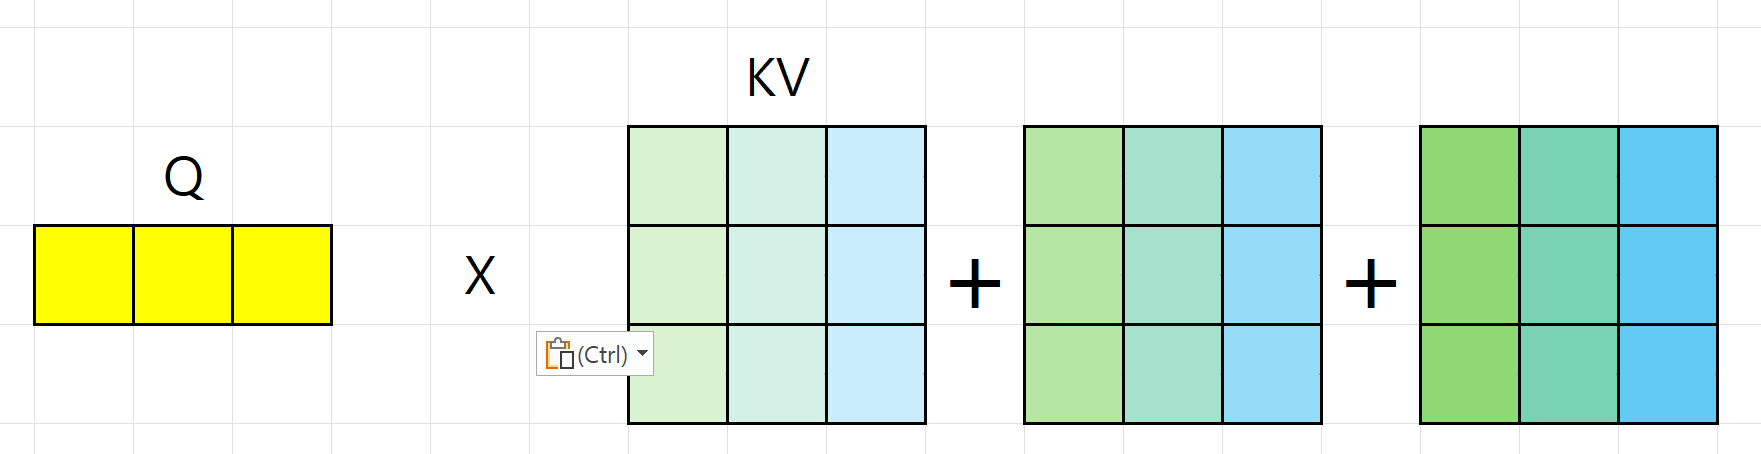 KV
Q
X
+
+
(Ctrl)